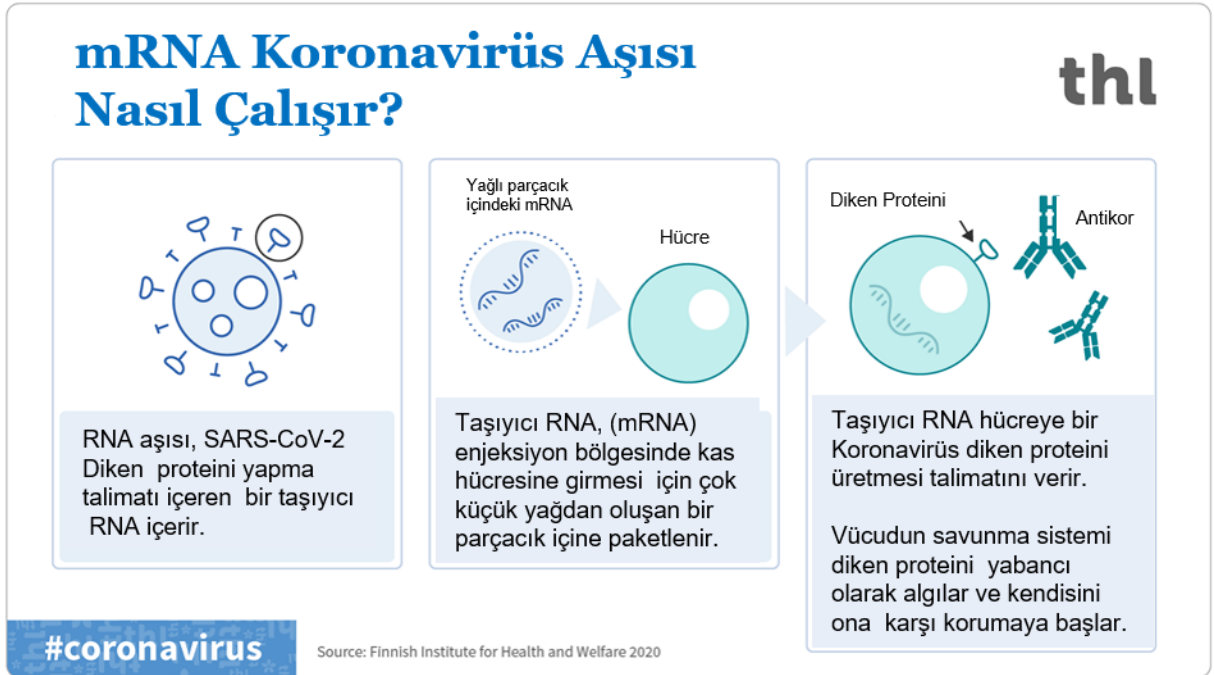 mRNA Koronavirüs Aşısı
Nasıl Çalışır?
thl
RNA aşısı, SARS-CoV-2
Diken proteini yapma
talimatı içeren bir taşıyıcı
RNA içerir.
Yağlı parçacık
içindeki mRNA
Hücre
Taşıyıcı RNA, (mRNA)
enjeksiyon bölgesinde kas
hücresine girmesi için çok
küçük yağdan oluşan bir
parçacık içine paketlenir.
Diken Proteini
Antikor
Taşıyıcı RNA hücreye bir
Koronavirüs diken proteini
üretmesi talimatını verir.
Vücudun savunma sistemi
diken proteini yabancı
olarak algılar ve kendisini
ona karşı korumaya başlar.
#coronavirus
Source: Finnish Institute for Health and Welfare 2020